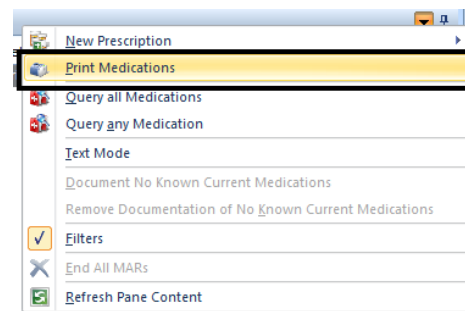 New Prescription
Print Medications
Query all Medications
Query any Medication
Text Mode
Document No Known Current Medications
Remove Documentation of No Known Current Medications
Filters
End All MARs
Refresh Pane Content